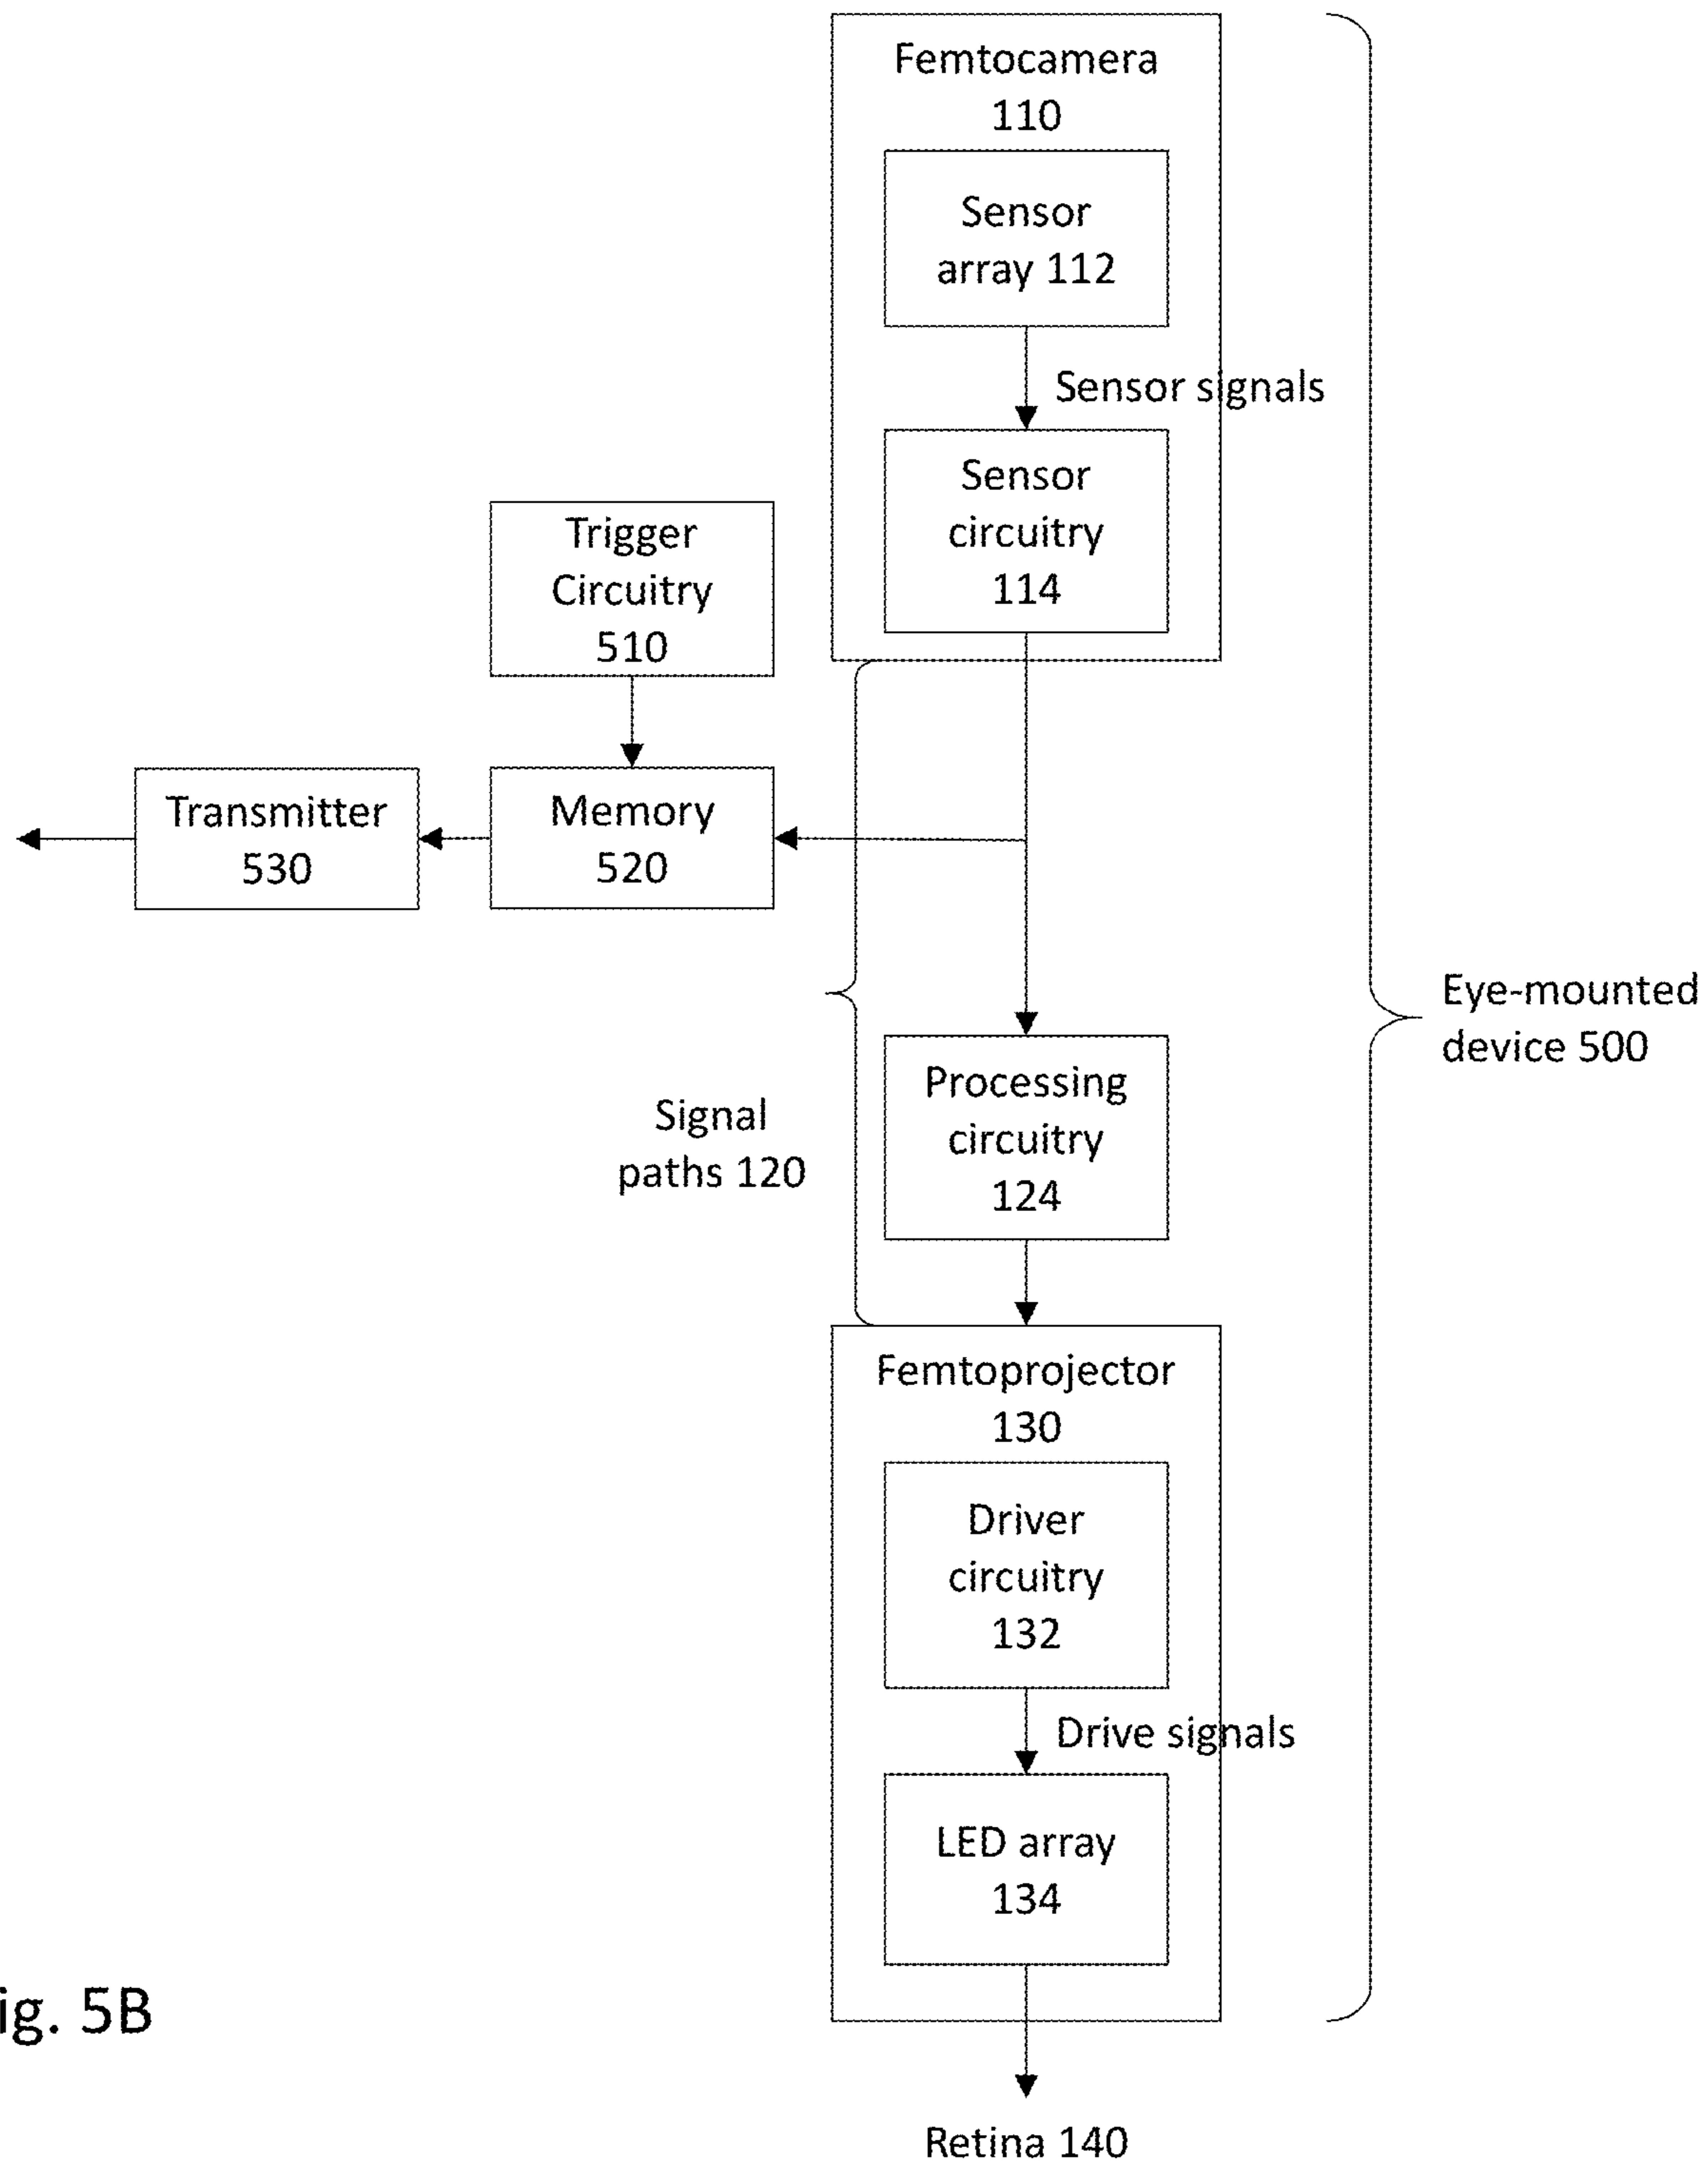 Femtocamera
110
Sensor
array 112
Sensor signals
Sensor
circuitry
114
Trigger
Circuitry
510
Transmitter
530
Memory
520
Eye-mounted
device 500
Processing
circuitry
124
Signal
paths 120
Femtoprojector
130
Driver
circuitry
132
Drive signals
LED array
134
ig. 5B
Retina 140